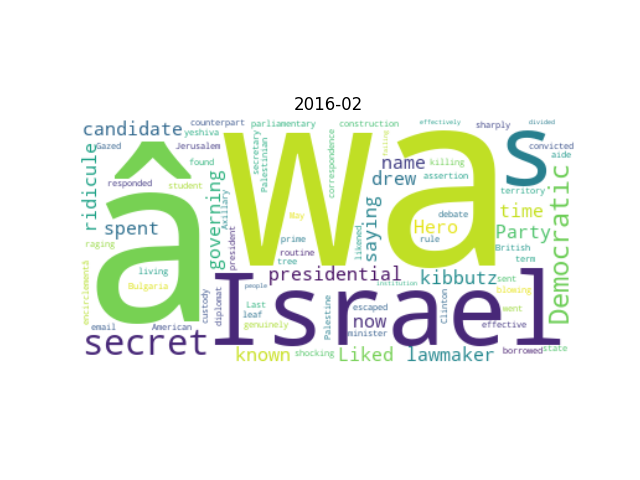 2016-02
counterpart parliamentary construction effectively sharply divided
candidate yeshiva convicted
Gazed Jerusalem secretary Palestinian correspondence failing name killing aide
ridicule â wa s found
responded student governing Axillary drew assertion territory
spent saying May Hero debate time Democratic
raging president prime likened rule Party British
living routine term
Bulgaria tree presidential kibbutz sent
encirclementâ custody diplomat people institution blowing
Israel
Last Palestine escaped now Clinton went
email American leaf minister effective
secret genuinely
known shocking Liked lawmaker borrowed state